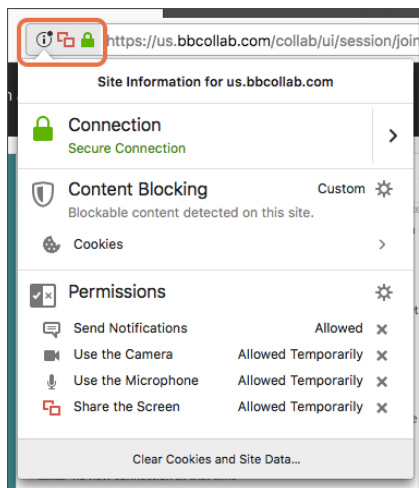 https://us.bbcollab.com/collab/ui/session/join
Site Information for us.bbcollab.com
Connection
Secure Connection
Content Blocking Custom
Blockable content detected on this site.
Cookies
Permissions
Send Notifications Allowed
Use the Camera Allowed Temporarily
Use the Microphone Allowed Temporarily
Share the Screen Allowed Temporarily
Clear Cookies and Site Data...